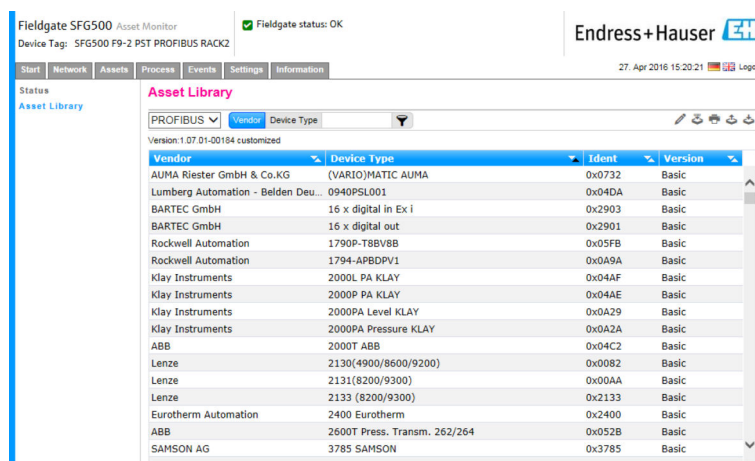 Fieldgate SFG500 Asset Monitor
Fieldgate status: OK
Device Tag: SFG500 F9-2 PST PROFIBUS RACK2
Endress+Hauser
Start Network Assets Process Events Settings Information
27. Apr 2016 15:20:21
Status
Asset Library
Asset Library
PROFIBUS Vendor Device Type
Version:1.07.01-00184 customized
Vendor Device Type Ident Version
AUMA Riester GmbH & Co.KG (VARIO)MATIC AUMA 0x0732 Basic
Lumberg Automation - Belden Deu... 0940PSL001 0x04DA Basic
BARTEC GmbH 16 x digital in Ex i 0x2903 Basic
BARTEC GmbH 16 x digital out 0x2901 Basic
Rockwell Automation 1790P-T8BV8B 0x05FB Basic
Rockwell Automation 1794-APBDPV1 0x0A9A Basic
Klay Instruments 2000L PA KLAY 0x04AF Basic
Klay Instruments 2000P PA KLAY 0x04AE Basic
Klay Instruments 2000PA Level KLAY 0x0A29 Basic
Klay Instruments 2000PA Pressure KLAY 0x0A2A Basic
ABB 2000T ABB 0x04C2 Basic
Lenze 2130(4900/8600/9200) 0x0082 Basic
Lenze 2131(8200/9300) 0x00AA Basic
Lenze 2133 (8200/9300) 0x2133 Basic
Eurotherm Automation 2400 Eurotherm 0x2400 Basic
ABB 2600T Press. Transm. 262/264 0x052B Basic
SAMSON AG 3785 SAMSON 0x3785 Basic